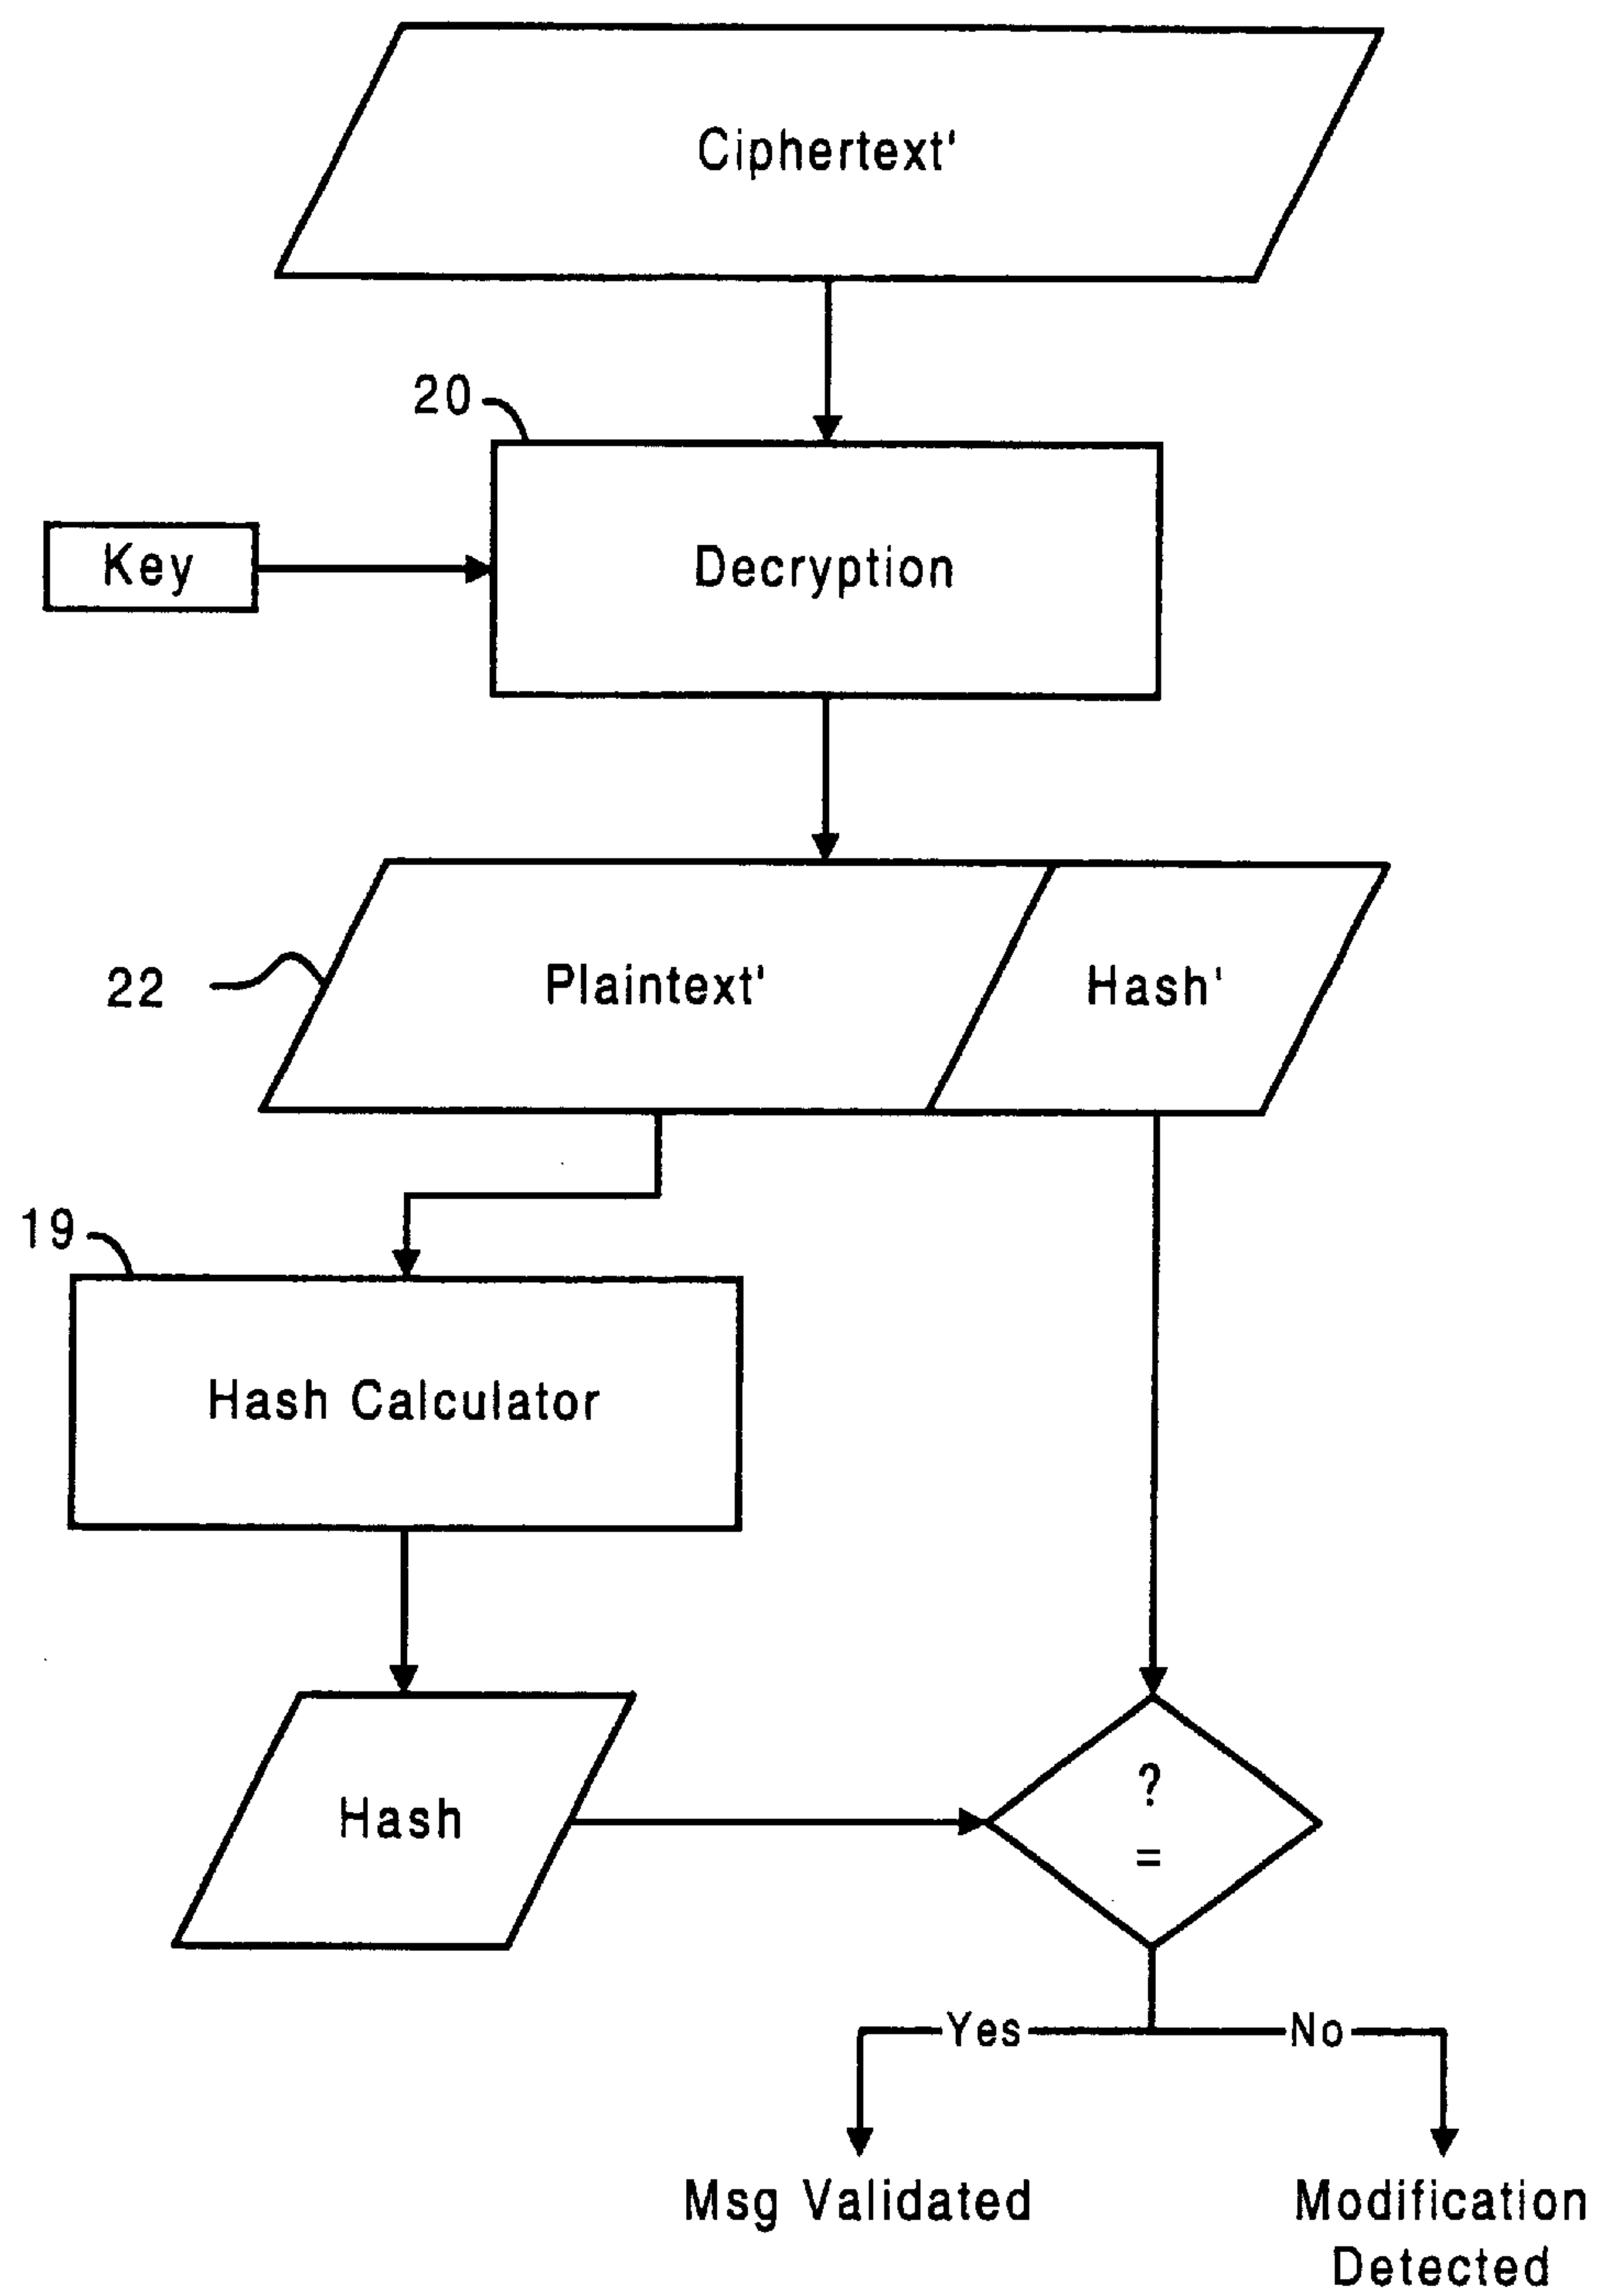 Ciphertext'
20
Key
Decryption
22
Plaintext'
Hash'
19
Hash Calculator
Hash
?
=
Yes
No
Msg Validated
Modification
Detected